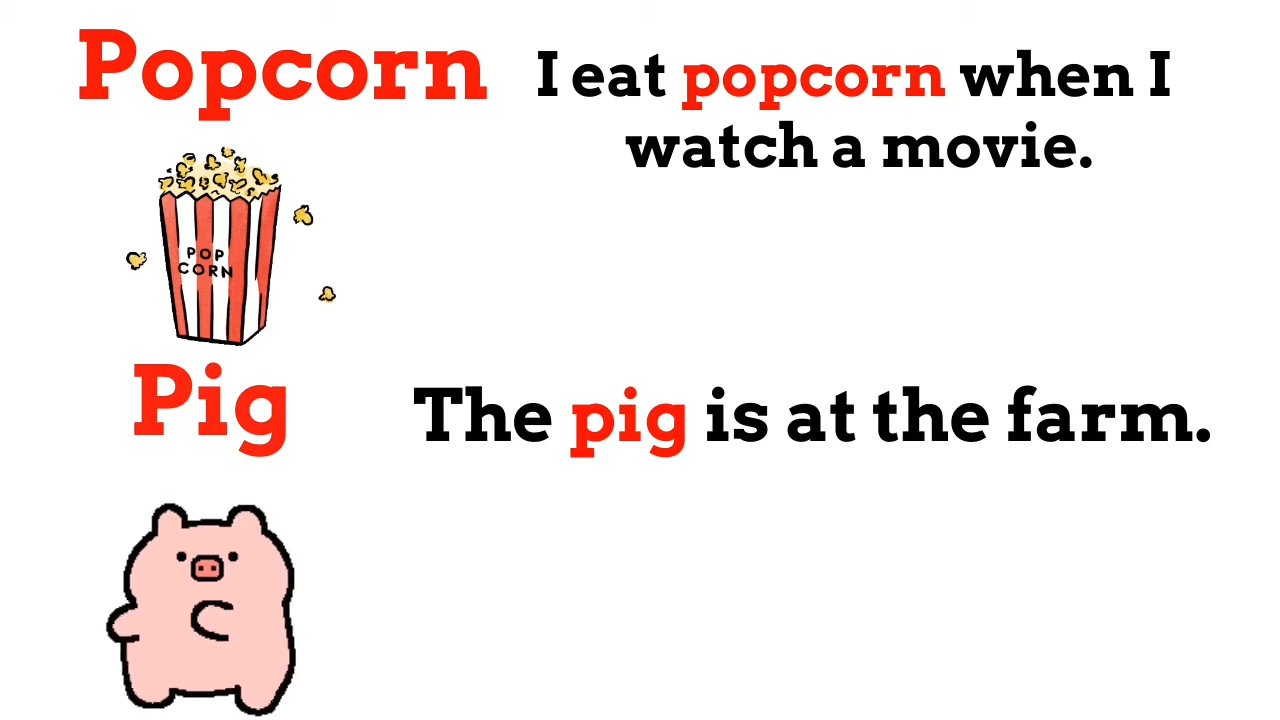 Popcorn
I eat popcorn when I
watch a movie.
POP
CORN
Pig
The pig is at the farm.